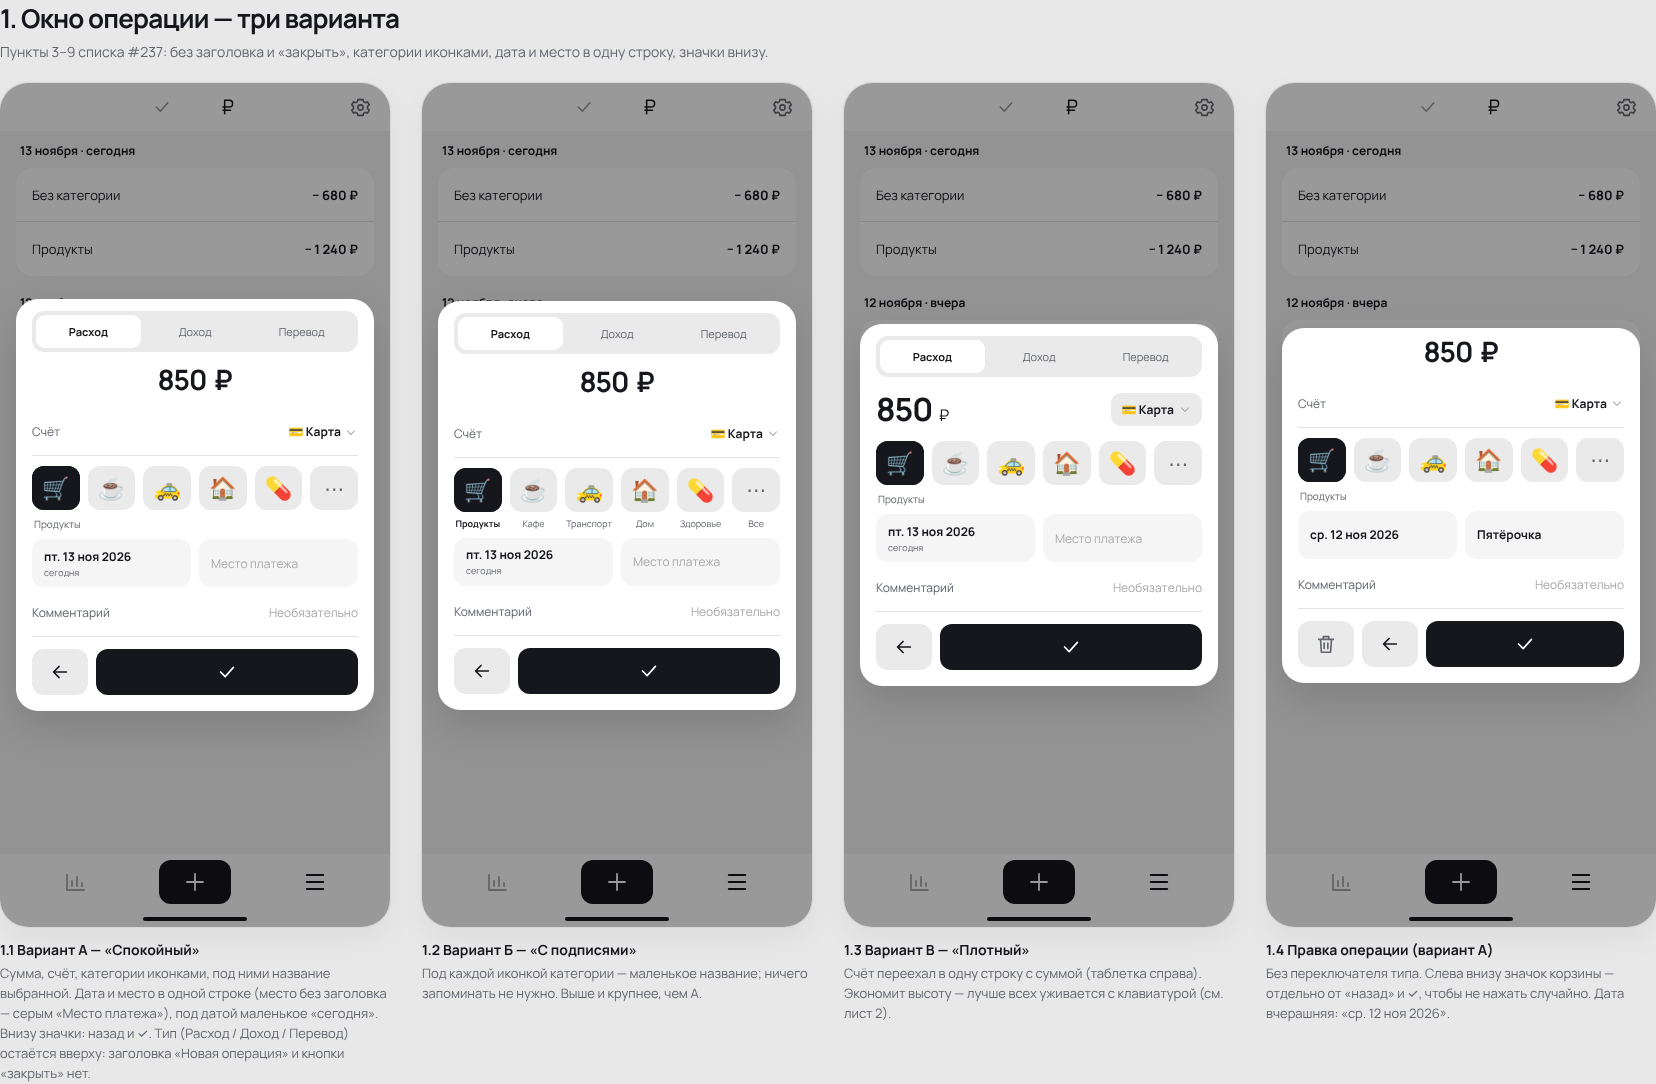 1. Окно операции — три варианта
Пункты 3–9 списка #237: без заголовка и «закрыть», категории иконками, дата и место в одну строку, значки внизу.
₽
13 ноября · сегодня
Без категории − 680 ₽
Продукты − 1 240 ₽
Расход Доход Перевод
850 ₽
Счёт Карта
Продукты
пт. 13 ноя 2026
сегодня
Место платежа
Комментарий Необязательно
1.1 Вариант А — «Спокойный»
Сумма, счёт, категории иконками, под ними название
выбранной. Дата и место в одной строке (место без заголовка
— серым «Место платежа»), под датой маленькое «сегодня».
Внизу значки: назад и ✓. Тип (Расход / Доход / Перевод)
остаётся вверху: заголовка «Новая операция» и кнопки
«закрыть» нет.
₽
13 ноября · сегодня
Без категории − 680 ₽
Продукты − 1 240 ₽
Расход Доход Перевод
850 ₽
Счёт Карта
Продукты Кафе Транспорт Дом Здоровье Все
пт. 13 ноя 2026
сегодня
Место платежа
Комментарий Необязательно
1.2 Вариант Б — «С подписями»
Под каждой иконкой категории — маленькое название; ничего
запоминать не нужно. Выше и крупнее, чем А.
₽
13 ноября · сегодня
Без категории − 680 ₽
Продукты − 1 240 ₽
12 ноября · вчера
Расход Доход Перевод
850 ₽ Карта
Продукты
пт. 13 ноя 2026
сегодня
Место платежа
Комментарий Необязательно
1.3 Вариант В — «Плотный»
Счёт переехал в одну строку с суммой (таблетка справа).
Экономит высоту — лучше всех уживается с клавиатурой (см.
лист 2).
₽
13 ноября · сегодня
Без категории − 680 ₽
Продукты − 1 240 ₽
12 ноября · вчера
850 ₽
Счёт Карта
Продукты
ср. 12 ноя 2026 Пятёрочка
Комментарий Необязательно
1.4 Правка операции (вариант А)
Без переключателя типа. Слева внизу значок корзины —
отдельно от «назад» и ✓, чтобы не нажать случайно. Дата
вчерашняя: «ср. 12 ноя 2026».